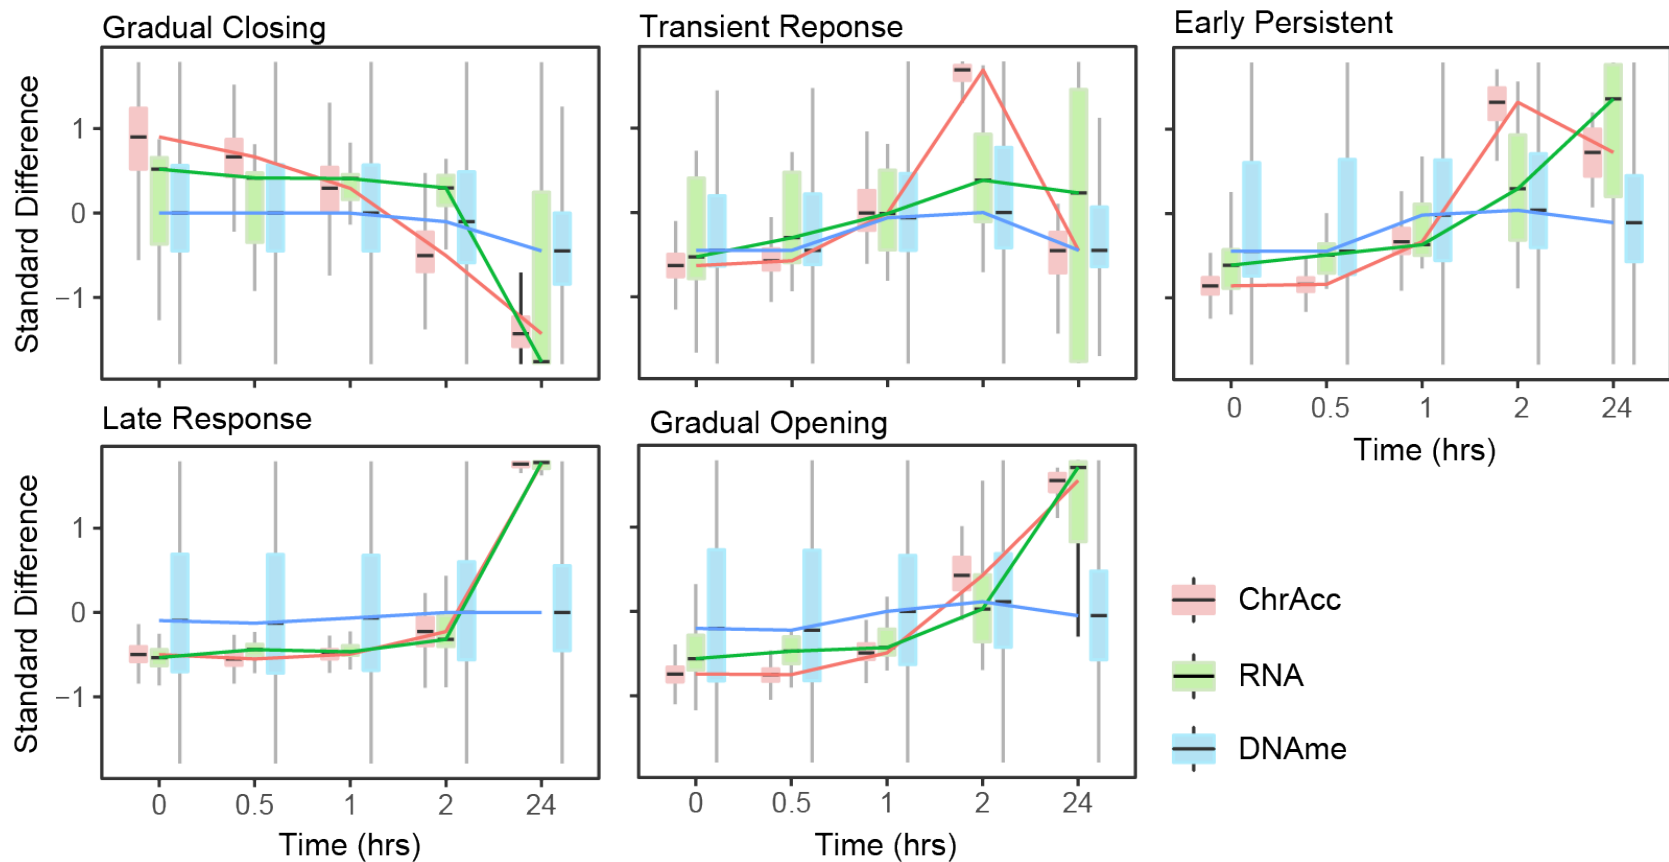 Gradual Closing
Transient Reponse
Early Persistent
Standard Difference
1
0
−1
0
0.5
1
2
24
Time (hrs)
Late Response
Gradual Opening
Standard Difference
1
0
−1
0
0.5
1
2
24
Time (hrs)
0
0.5
1
2
24
Time (hrs)
ChrAcc
RNA
DNAme